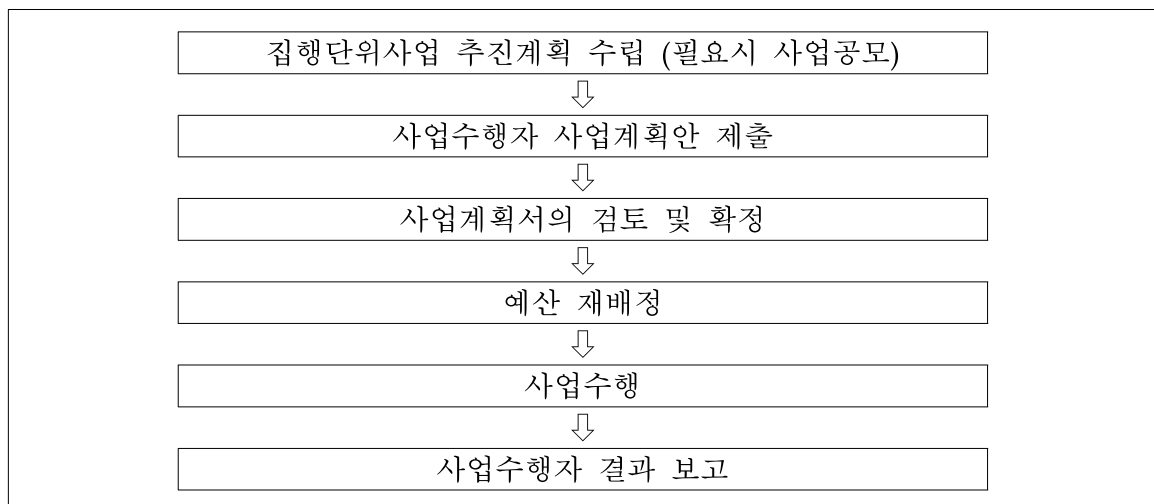 집행단위사업 추진계획 수립 (필요시 사업공모)
사업수행자 사업계획안 제출
사업계획서의 검토 및 확정
예산 재배정
사업수행
사업수행자 결과 보고